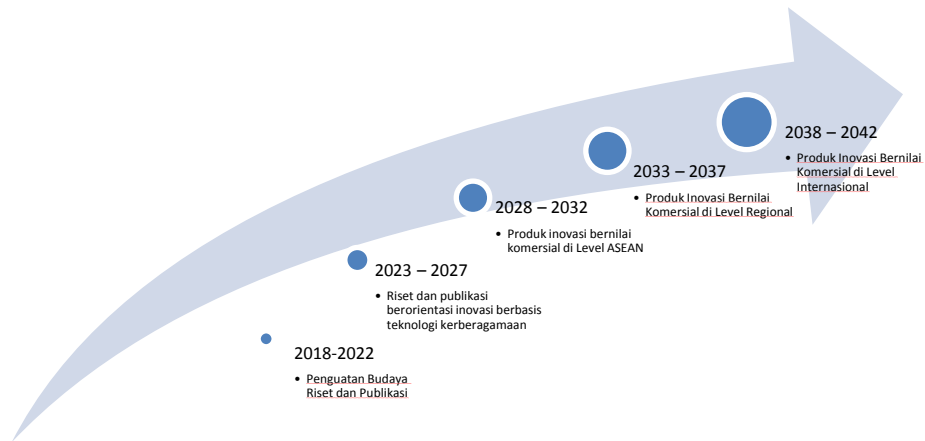 2018-2022
• Penguatan Budaya
Riset dan Publikasi
2023 – 2027
• Riset dan publikasi
berorientasi inovasi berbasis
teknologi kerberagamaan
2028 – 2032
• Produk inovasi bernilai
komersial di Level ASEAN
2033 – 2037
• Produk Inovasi Bernilai
Komersial di Level Regional
2038 – 2042
• Produk Inovasi Bernilai
Komersial di Level
Internasional